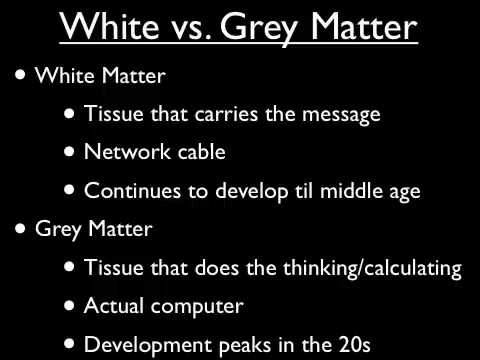 White vs. Grey Matter
• White Matter
• Tissue that carries the message
• Network cable
• Continues to develop til middle age
• Grey Matter
• Tissue that does the thinking/calculating
• Actual computer
• Development peaks in the 20s